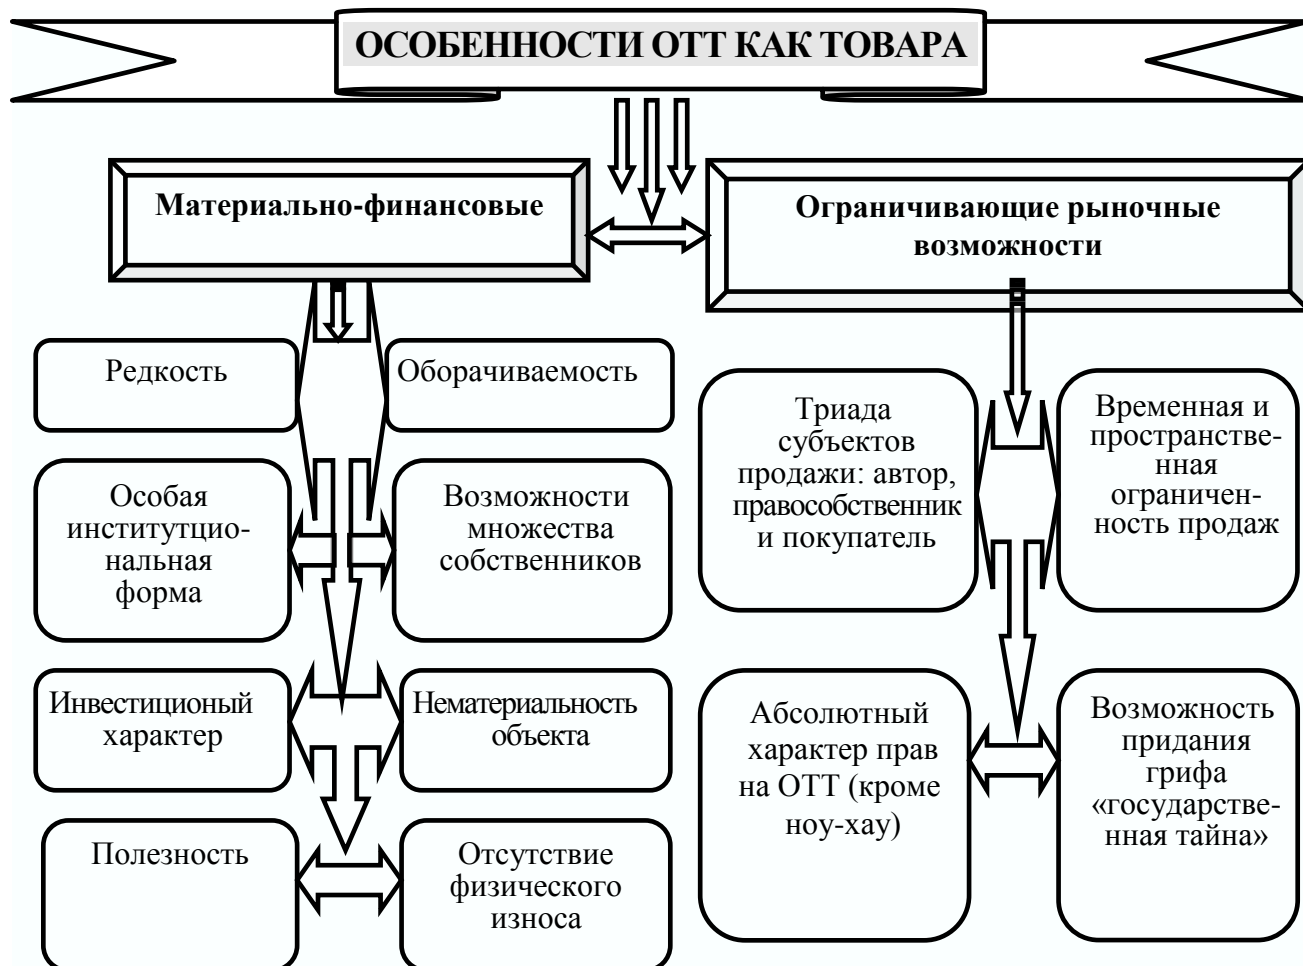 ОСОБЕННОСТИ ОТТ КАК ТОВАРА
Материально-финансовые
Ограничивающие рыночные
возможности
Редкость
Оборачиваемость
Особая
институтцио-
нальная
форма
Возможности
множества
собственников
Инвестиционый
характер
Нематериальность
объекта
Полезность
Отсутствие
физического
износа
Триада
субъектов
продажи: автор,
правособственник
и покупатель
Временная и
пространстве-
нная
ограничен-
ность продаж
Абсолютный
характер прав
на ОТТ (кроме
ноу-хау)
Возможность
придания
грифа
«государстве-
нная тайна»